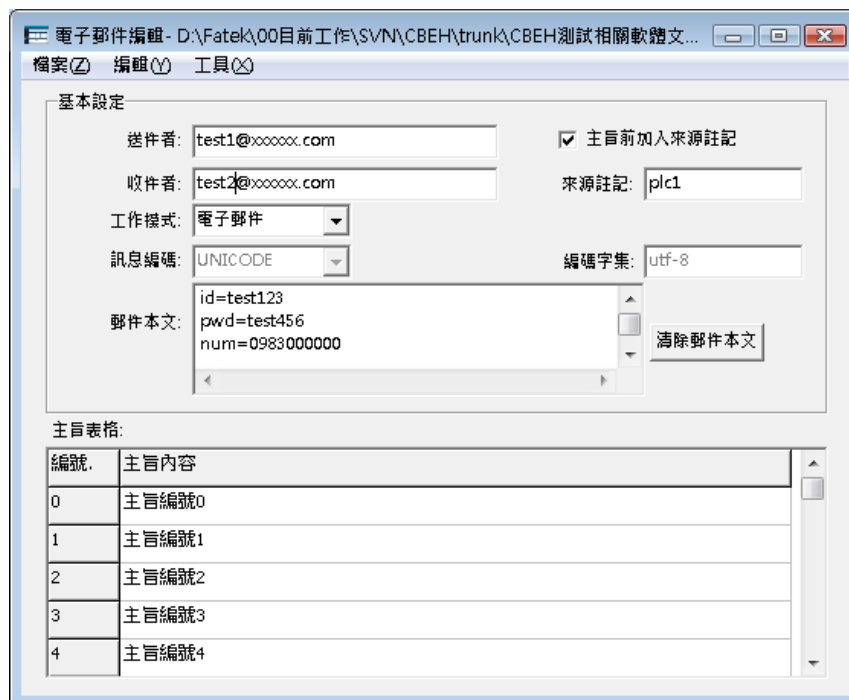 電子郵件編輯- D:\Fatek\00目前工作\SVN\CBEH\trunk\CBEH測試相關軟體文...
檔案(Z) 編輯(Y) 工具(X)
基本設定
送件者: test1@xxxxxx.com
主旨前加入來源註記
收件者: test2@xxxxxx.com
來源註記: plc1
工作模式: 電子郵件
訊息編碼: UNICODE
編碼字集: utf-8
郵件本文:
id=test123
pwd=test456
num=0983000000
清除郵件本文
主旨表格:
編號. 主旨內容
0 主旨編號0
1 主旨編號1
2 主旨編號2
3 主旨編號3
4 主旨編號4